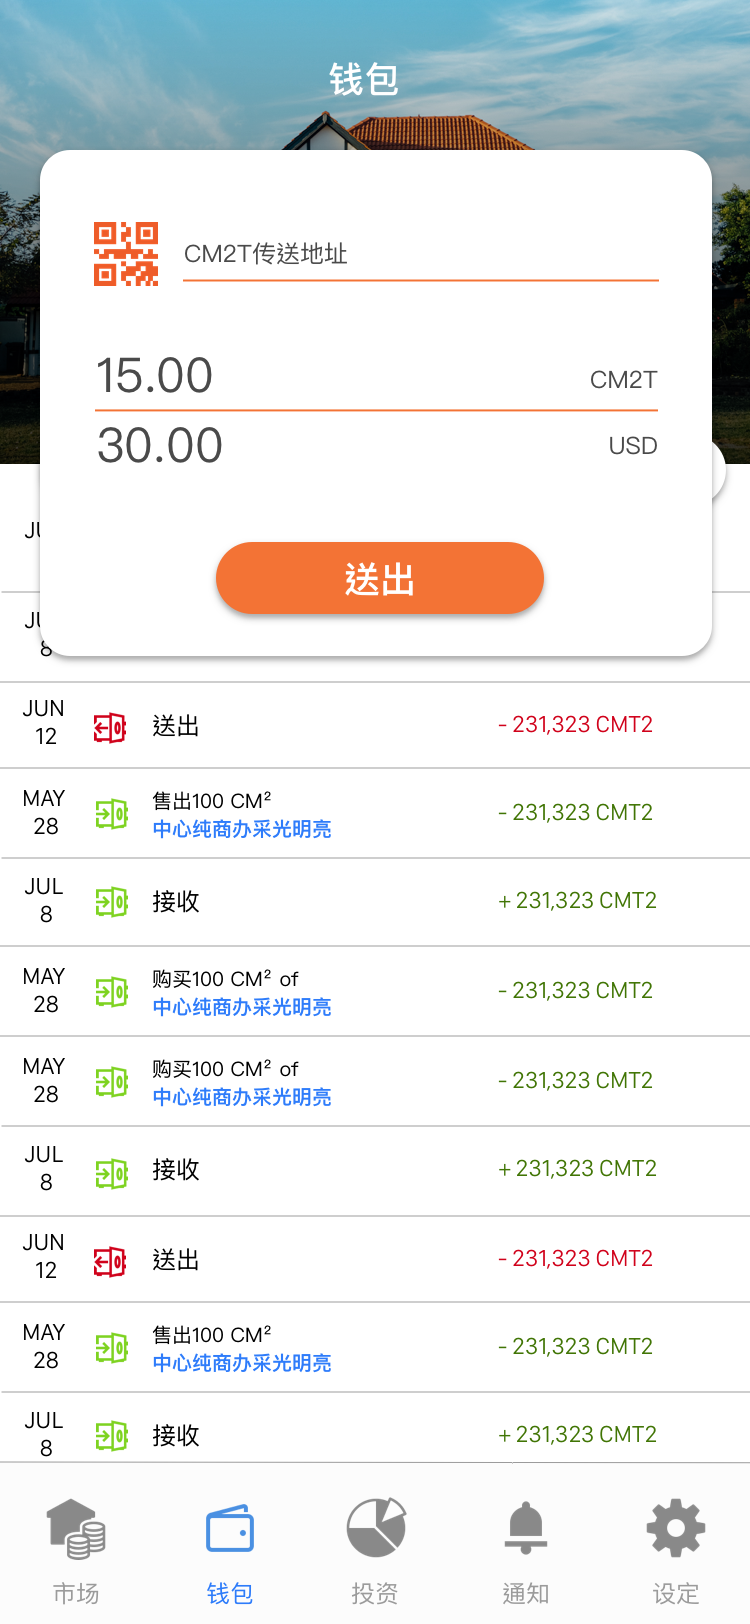 钱包
CM2T传送地址
15.00 CM2T
30.00 USD
送出
8
JUN
12
送出
- 231,323 CMT2
MAY
28
售出100 CM²
中心纯商办采光明亮
- 231,323 CMT2
JUL
8
接收
+ 231,323 CMT2
MAY
28
购买100 CM² of
中心纯商办采光明亮
- 231,323 CMT2
MAY
28
购买100 CM² of
中心纯商办采光明亮
- 231,323 CMT2
JUL
8
接收
+ 231,323 CMT2
JUN
12
送出
- 231,323 CMT2
MAY
28
售出100 CM²
中心纯商办采光明亮
- 231,323 CMT2
JUL
8
接收
+ 231,323 CMT2
市场
钱包
投资
通知
设定